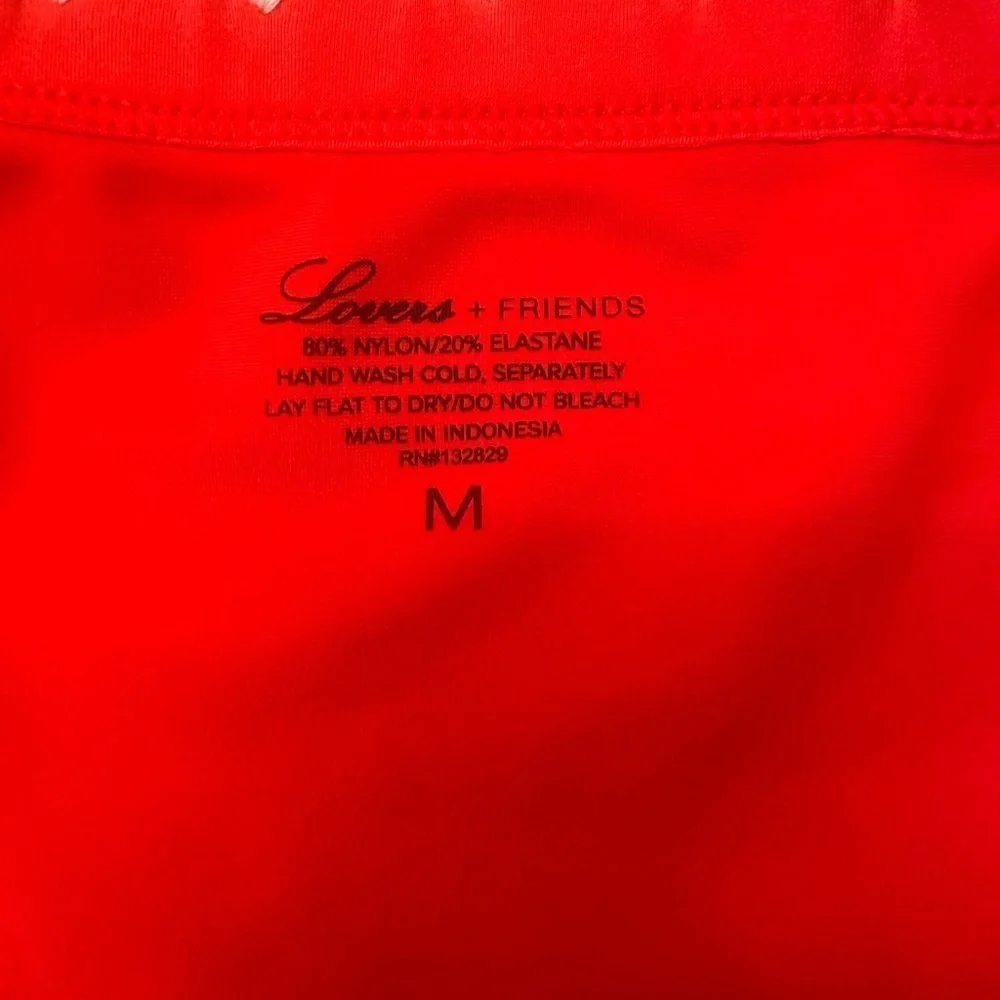 Lovers + FRIENDS
80% NYLON/20% ELASTANE
HAND WASH COLD, SEPARATELY
LAY FLAT TO DRY/DO NOT BLEACH
MADE IN INDONESIA
RN#132829
M